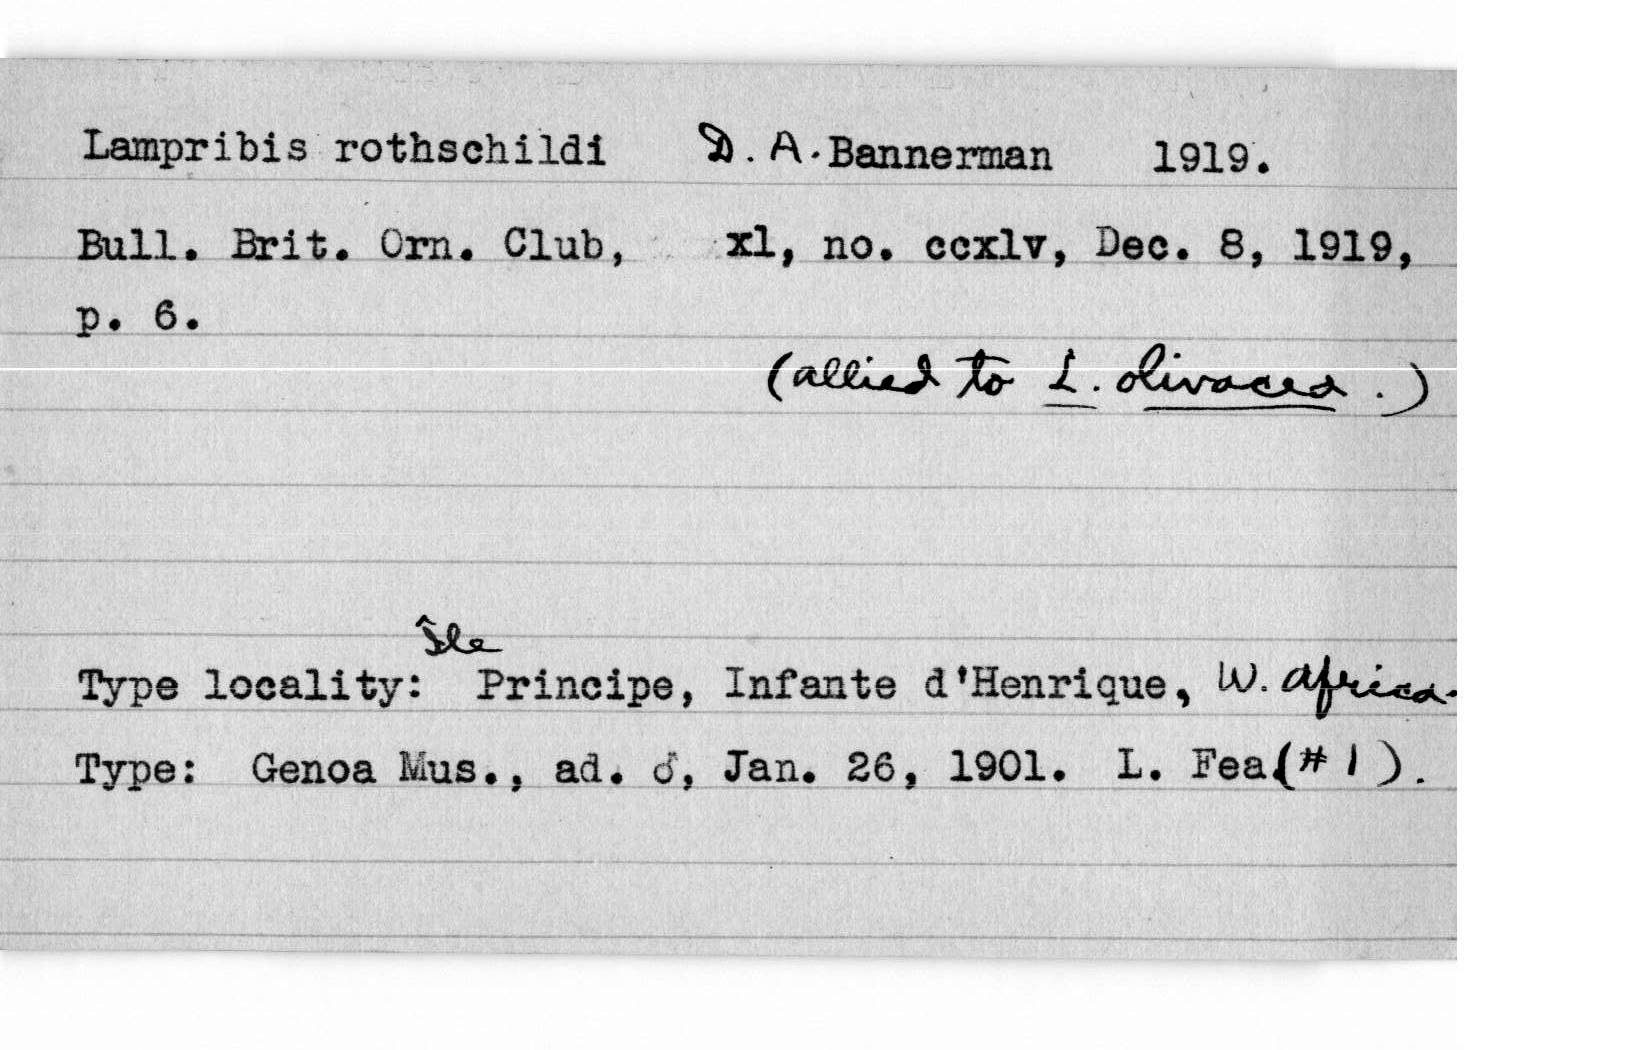 Lampribis rothschildi D. A. Bannerman 1919.
Bull. Brit. Orn. Club, xl, no. ccxlv, Dec. 8, 1919,
p. 6.
(allied to L. olivacea.)
Île
Type locality: Principe, Infante d'Henrique, W. Africa.
Type: Genoa Mus., ad. ♂, Jan. 26, 1901. L. Fea (#1).